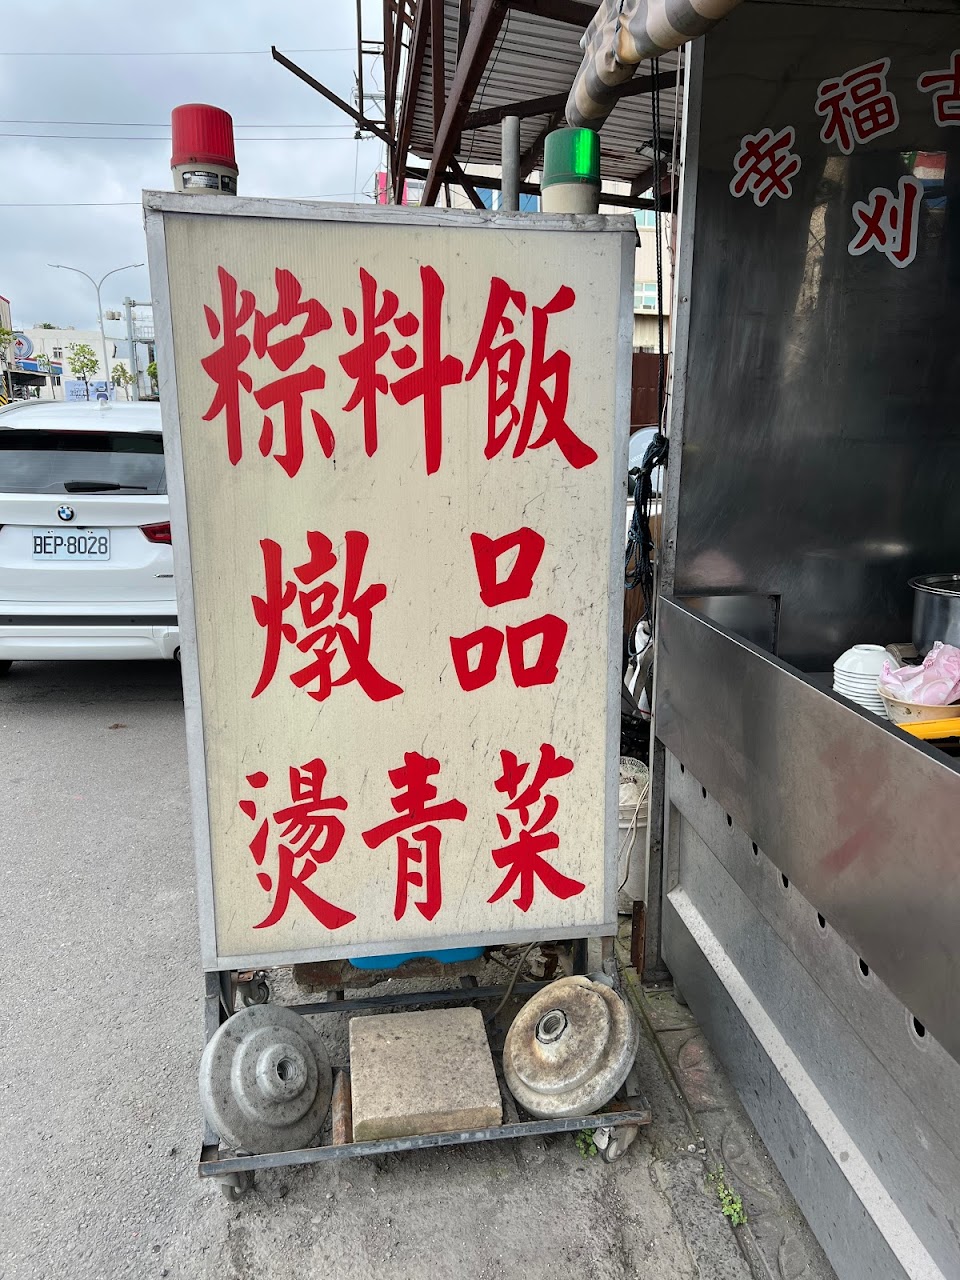 粽料飯
燉品
燙青菜
幸福古
刈
BEP-8028